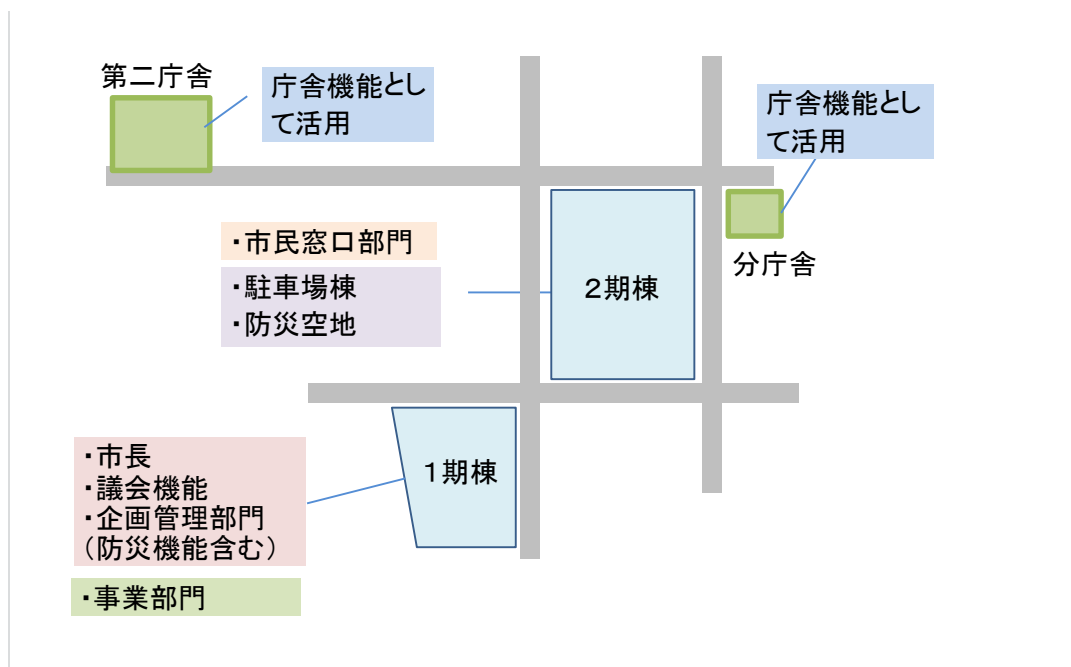 第二庁舎
庁舎機能とし
て活用
庁舎機能とし
て活用
・市民窓口部門
・駐車場棟
・防災空地
２期棟
分庁舎
・市長
・議会機能
・企画管理部門
（防災機能含む）
１期棟
・事業部門